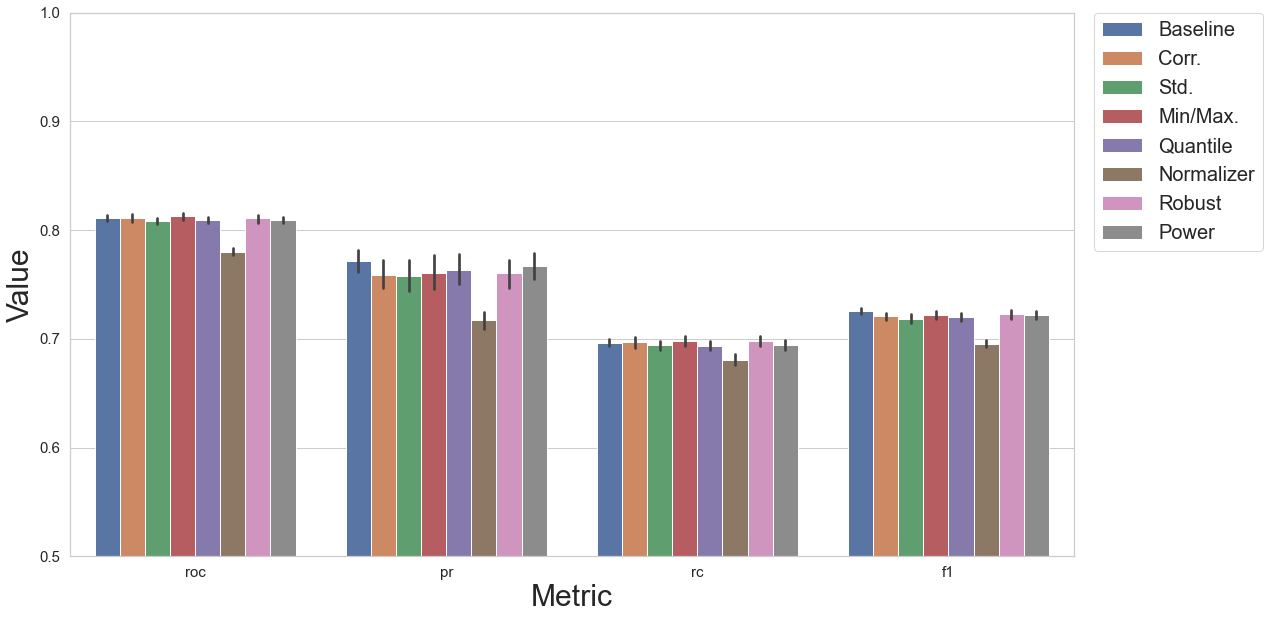 Value
1.0
0.9
0.8
0.7
0.6
0.5
roc
pr
rc
f1
Metric
Baseline
Corr.
Std.
Min/Max.
Quantile
Normalizer
Robust
Power